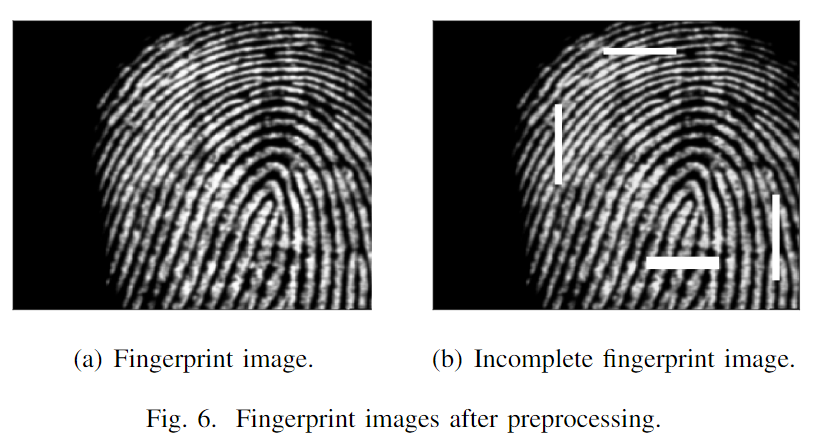 (a) Fingerprint image.
(b) Incomplete fingerprint image.
Fig. 6. Fingerprint images after preprocessing.